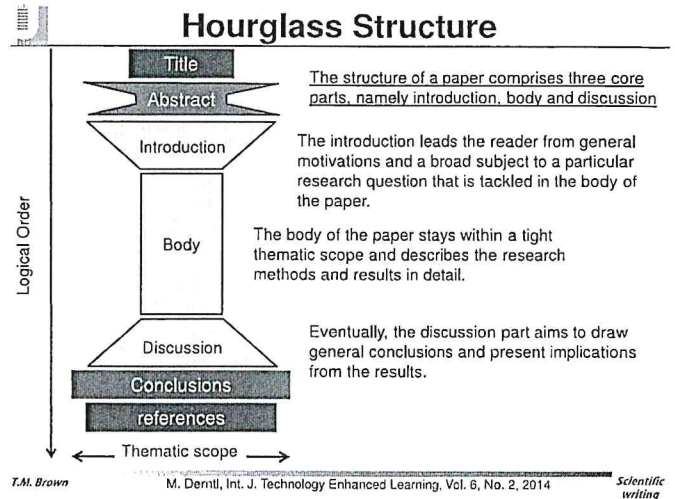 Hourglass Structure
Title
Abstract
Introduction
Body
Discussion
Conclusions
references
Logical Order
Thematic scope
The structure of a paper comprises three core
parts, namely introduction, body and discussion
The introduction leads the reader from general
motivations and a broad subject to a particular
research question that is tackled in the body of
the paper.
The body of the paper stays within a tight
thematic scope and describes the research
methods and results in detail.
Eventually, the discussion part aims to draw
general conclusions and present implications
from the results.
T.M. Brown
M. Derntl, Int. J. Technology Enhanced Learning, Vol. 6, No. 2, 2014
Scientific
writing